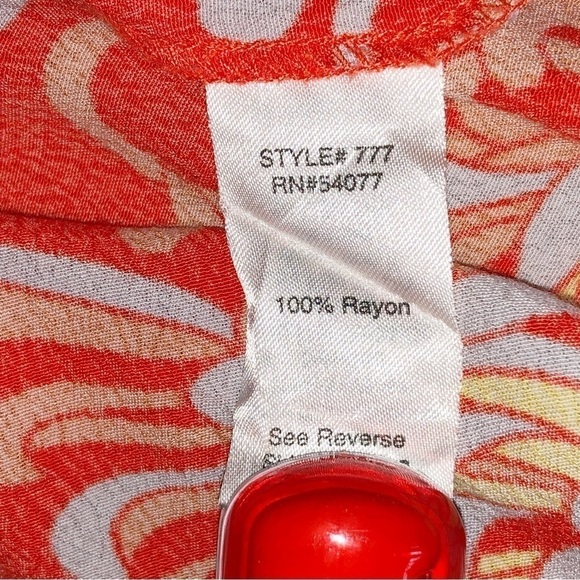 STYLE# 777
RN#54077
100% Rayon
See Reverse